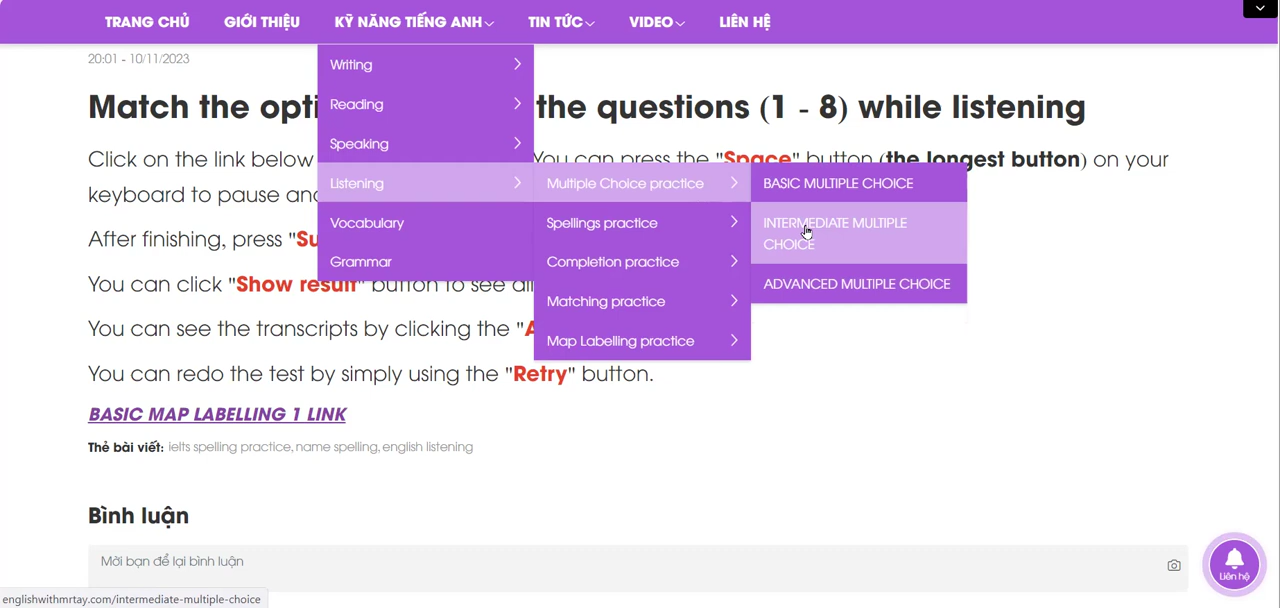 TRANG CHỦ GIỚI THIỆU KỸ NĂNG TIẾNG ANH TIN TỨC VIDEO LIÊN HỆ
20:01 - 10/11/2023
Writing
Reading
Speaking
Listening
Vocabulary
Grammar
Multiple Choice practice
Spellings practice
Completion practice
Matching practice
Map Labelling practice
BASIC MULTIPLE CHOICE
INTERMEDIATE MULTIPLE
CHOICE
ADVANCED MULTIPLE CHOICE
Match the the questions (1 - 8) while listening
Click on the link below You can press the "Space" button (the longest button) on your
keyboard to pause
After finishing, press "
You can click "Show result" button to see
You can see the transcripts by clicking the "
You can redo the test by simply using the "Retry" button.
BASIC MAP LABELLING 1 LINK
Thẻ bài viết: ielts spelling practice, name spelling, english listening
Bình luận
Mời bạn để lại bình luận
Liên hệ
englishwithmrtay.com/intermediate-multiple-choice